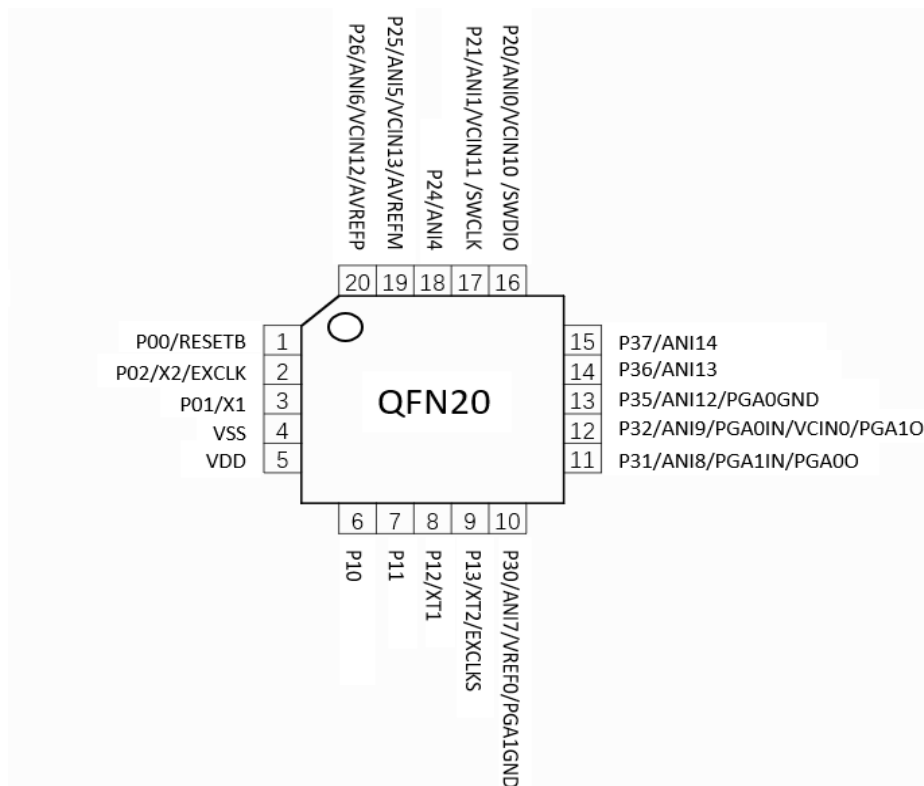 P26/ANI6/VCIN12/AVREFP
P25/ANI5/VCIN13/AVREFM
P24/ANI4
P21/ANI1/VCIN11 /SWCLK
P20/ANI0/VCIN10 /SWDIO
20 19 18 17 16
P00/RESETB 1
P02/X2/EXCLK 2
P01/X1 3
VSS 4
VDD 5
QFN20
15 P37/ANI14
14 P36/ANI13
13 P35/ANI12/PGA0GND
12 P32/ANI9/PGA0IN/VCIN0/PGA1O
11 P31/ANI8/PGA1IN/PGA0O
6 7 8 9 10
P10
P11
P12/XT1
P13/XT2/EXCLKS
P30/ANI7/VREF0/PGA1GND